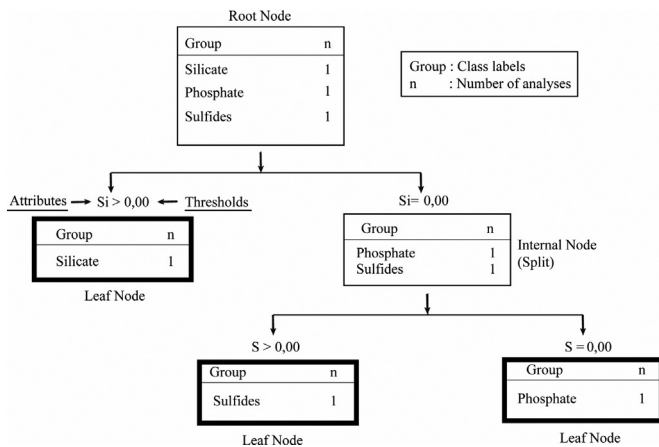 Root Node
Group n
Silicate 1
Phosphate 1
Sulfides 1
Group : Class labels
n : Number of analyses
Attributes Si > 0,00 Thresholds
Group n
Silicate 1
Leaf Node
Si= 0,00
Group n
Phosphate 1
Sulfides 1
Internal Node
(Split)
S > 0,00
Group n
Sulfides 1
Leaf Node
S = 0,00
Group n
Phosphate 1
Leaf Node